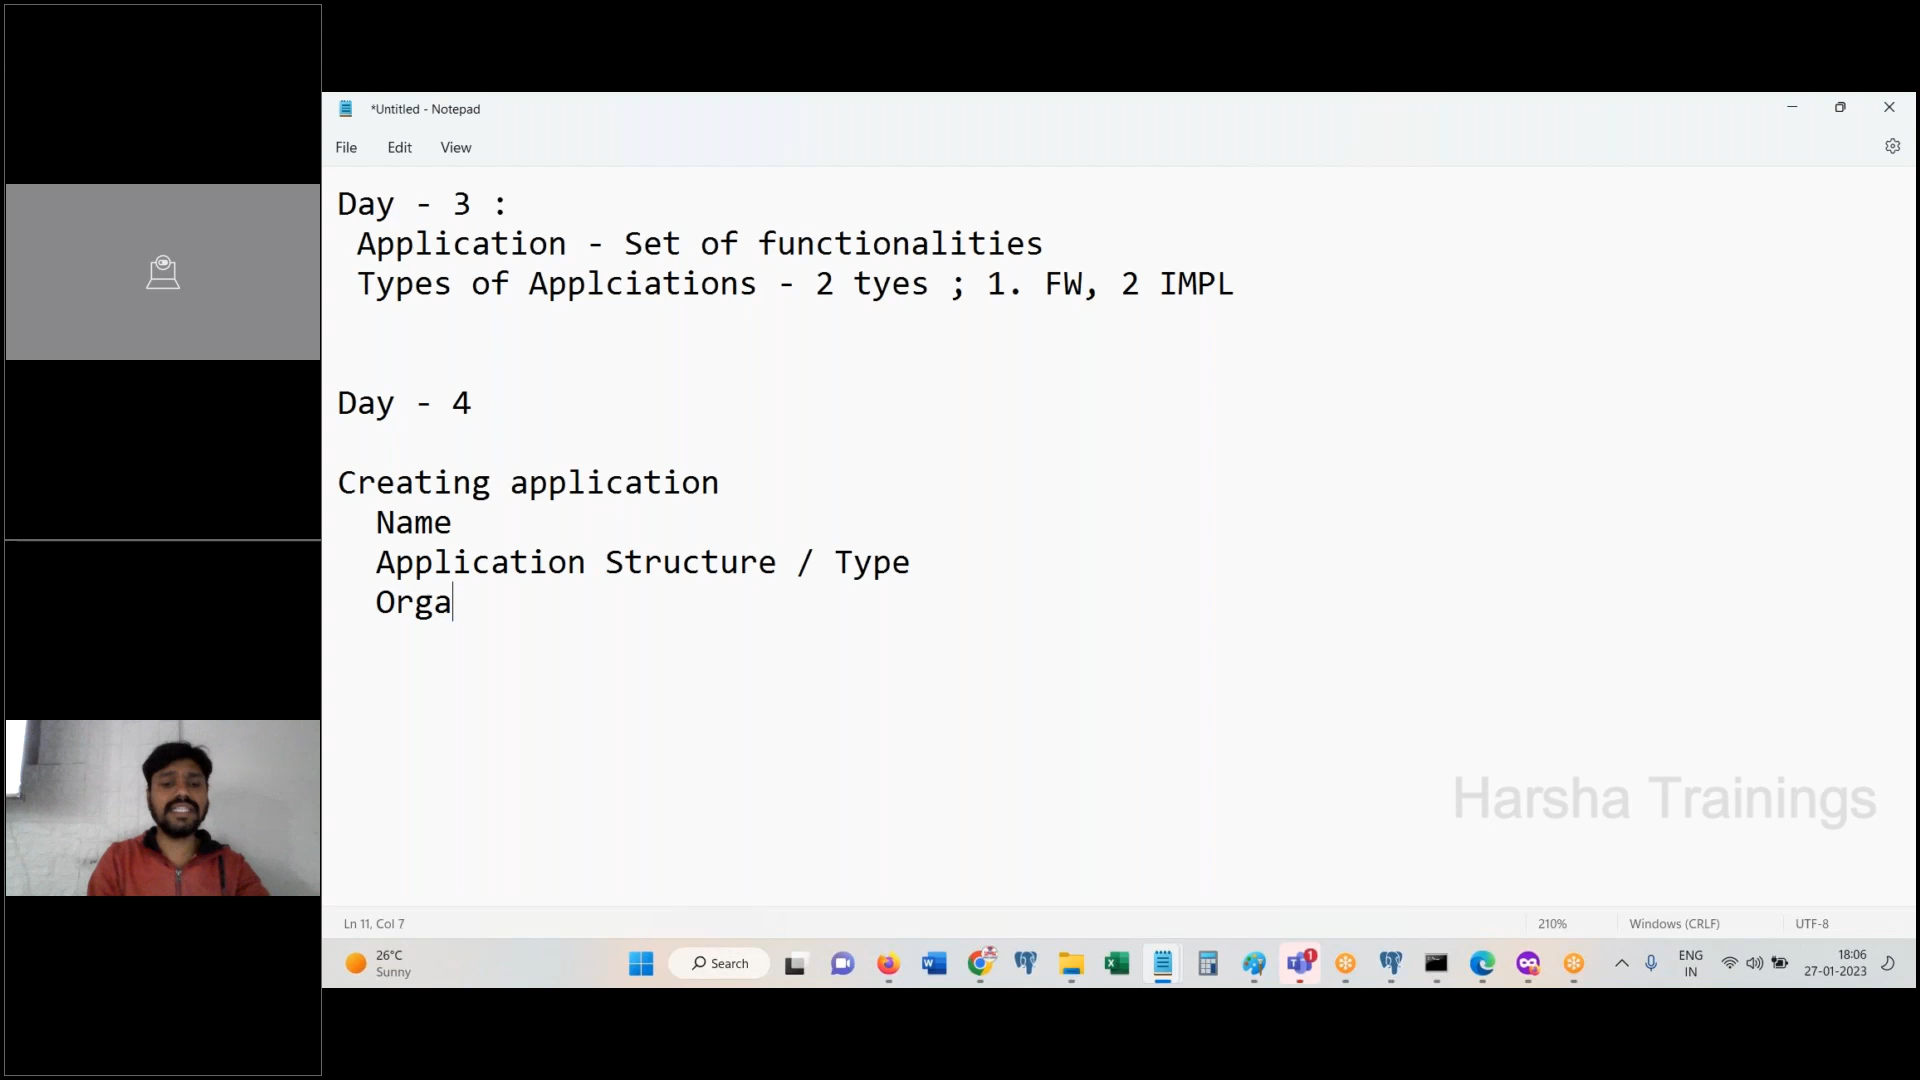 *Untitled - Notepad
File Edit View
Day - 3 :
Application - Set of functionalities
Types of Applciations - 2 tyes ; 1. FW, 2 IMPL
Day - 4
Creating application
Name
Application Structure / Type
Orga
Harsha Trainings
Ln 11, Col 7 210% Windows (CRLF) UTF-8
26°C
Sunny
Search
1
ENG
IN
18:06
27-01-2023